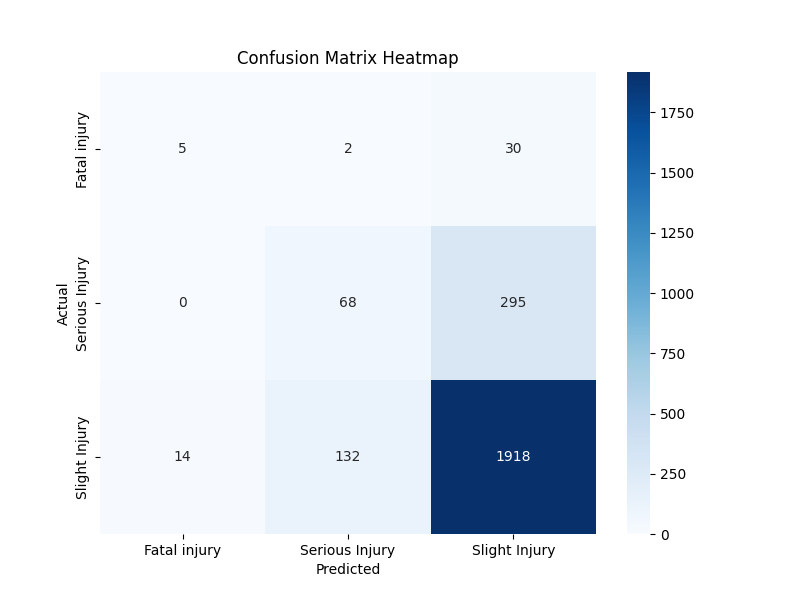 Confusion Matrix Heatmap
Actual
Fatal injury
5 2 30
Serious Injury
0 68 295
Slight Injury
14 132 1918
Fatal injury Serious Injury Slight Injury
Predicted
1750
1500
1250
1000
750
500
250
0